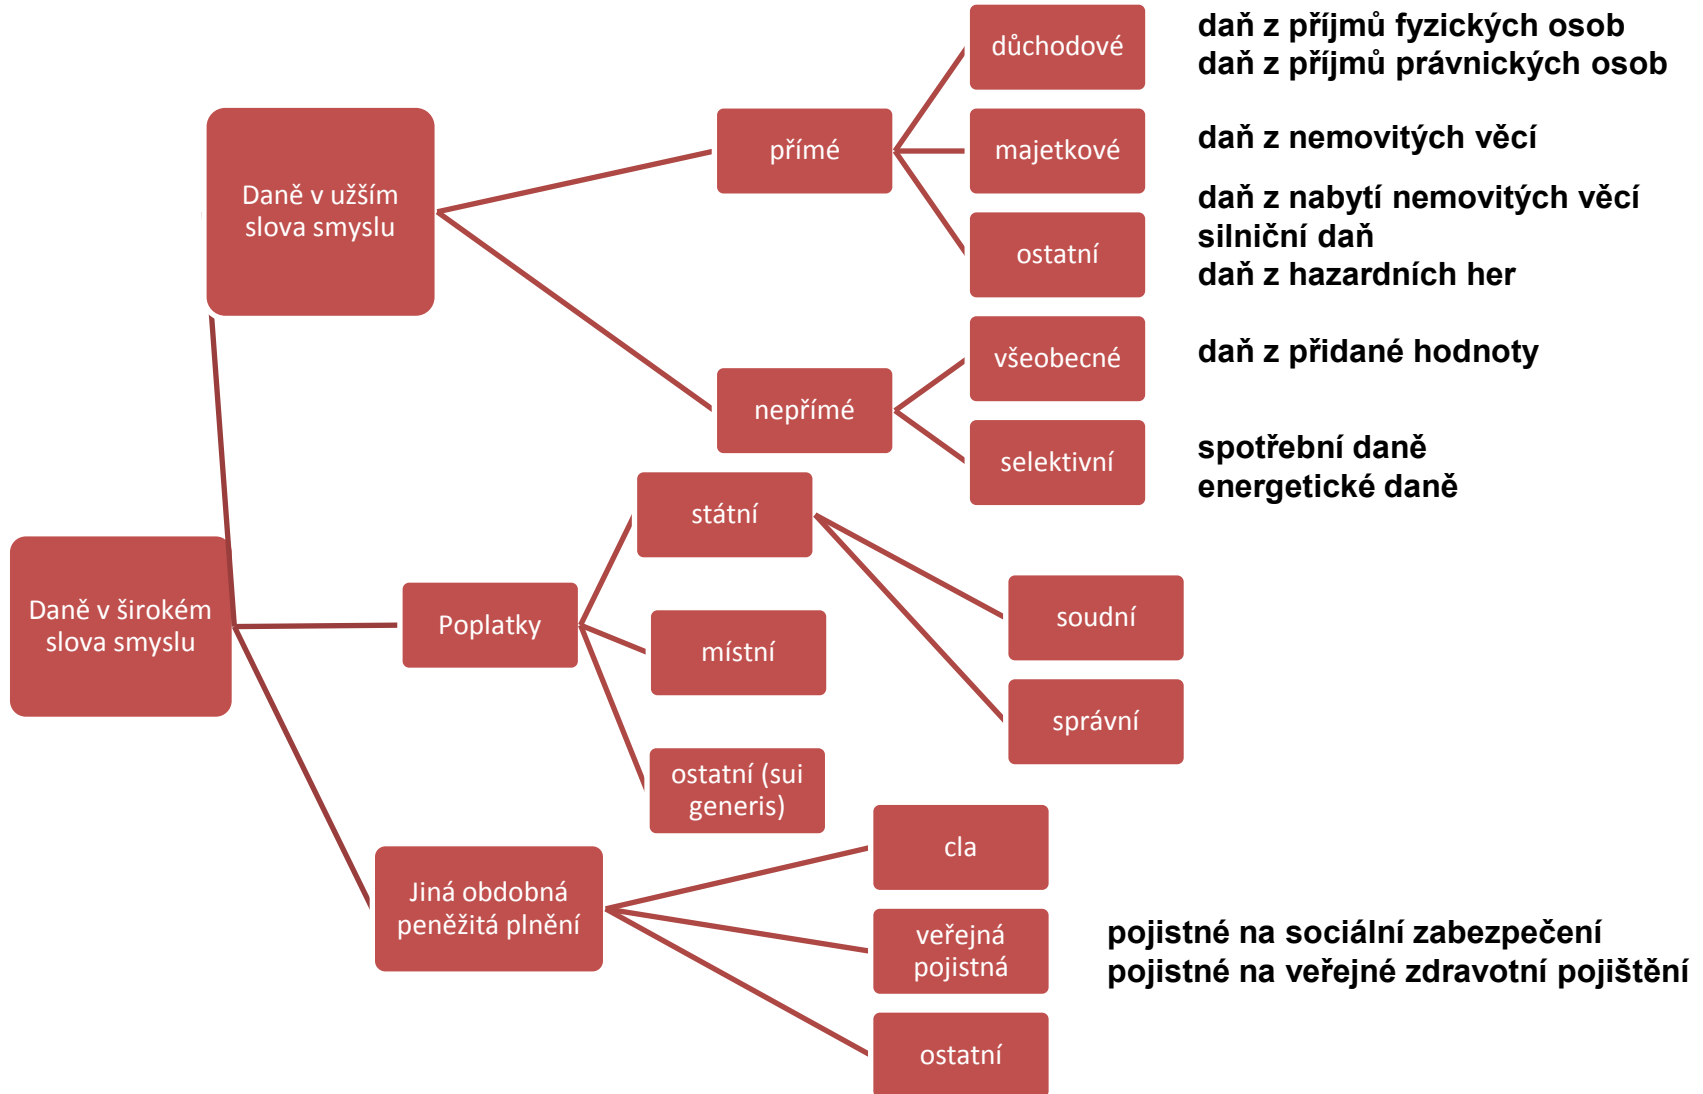 důchodové
daň z příjmů fyzických osob
daň z příjmů právnických osob
přímé
majetkové
daň z nemovitých věcí
Daně v užším
slova smyslu
ostatní
daň z nabytí nemovitých věcí
silniční daň
daň z hazardních her
všeobecné
daň z přidané hodnoty
nepřímé
selektivní
spotřební daně
energetické daně
státní
Daně v širokém
slova smyslu
Poplatky
soudní
místní
správní
ostatní (sui
generis)
cla
Jiná obdobná
peněžitá plnění
veřejná
pojistná
pojistné na sociální zabezpečení
pojistné na veřejné zdravotní pojištění
ostatní